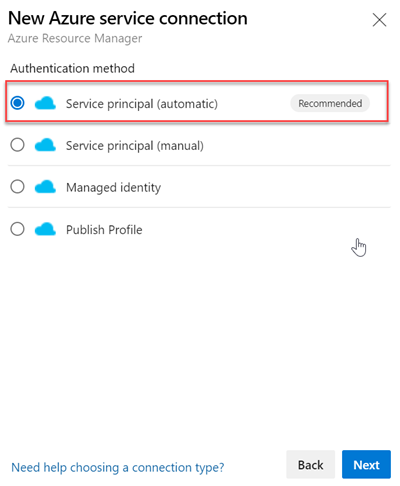 New Azure service connection
Azure Resource Manager
Authentication method
Service principal (automatic) Recommended
Service principal (manual)
Managed identity
Publish Profile
Need help choosing a connection type? Back Next